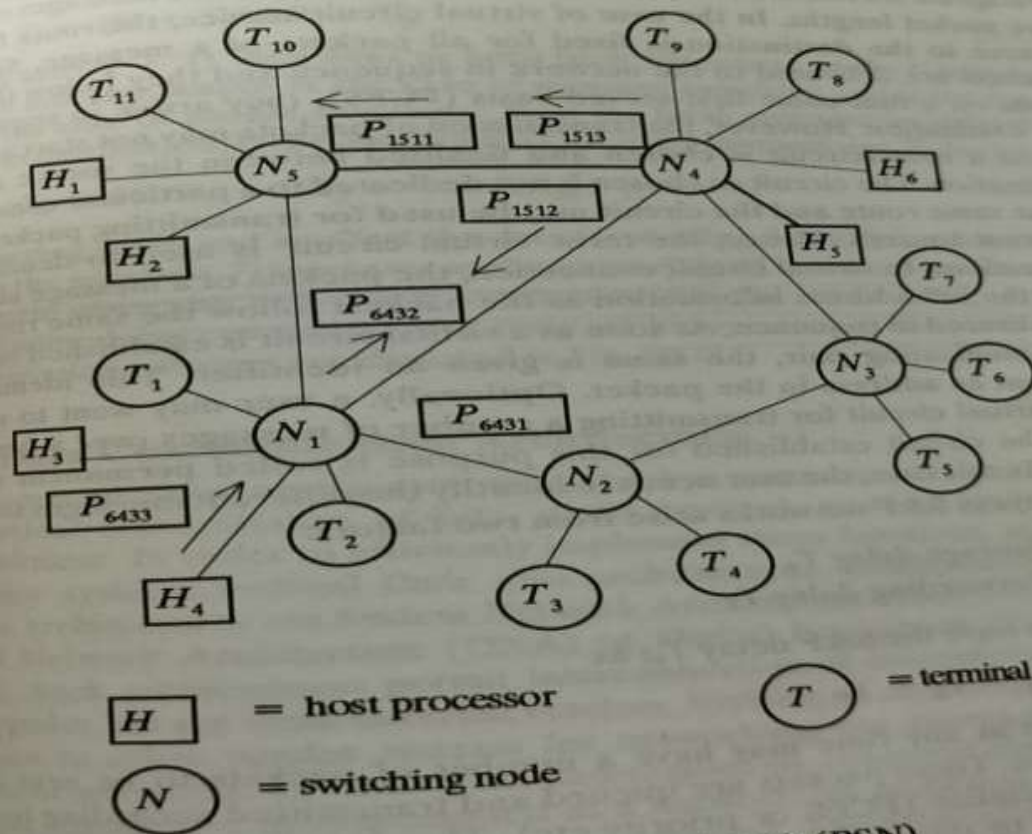 T₁₀
T₉
T₁₁
T₈
P₁₅₁₁
P₁₅₁₃
H₁
N₅
N₄
H₆
P₁₅₁₂
H₂
H₅
T₇
P₆₄₃₂
T₁
N₃
T₆
P₆₄₃₁
H₃
N₁
T₅
N₂
P₆₄₃₃
T₂
T₄
H₄
T₃
H = host processor
T = terminal
N = switching node